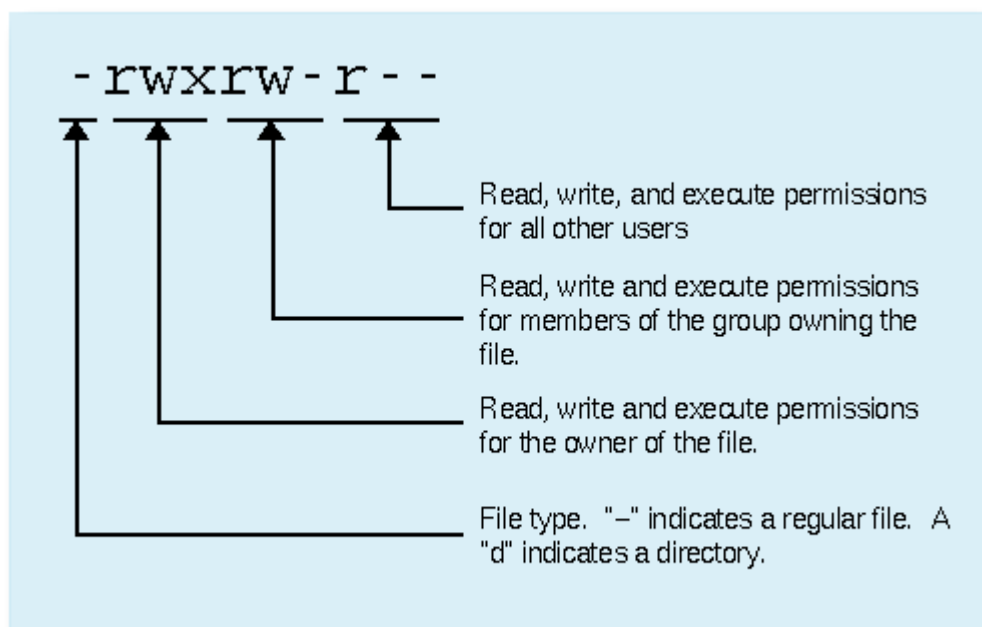 -rwxrw-r--
Read, write, and execute permissions
for all other users
Read, write and execute permissions
for members of the group owning the
file.
Read, write and execute permissions
for the owner of the file.
File type. "–" indicates a regular file. A
"d" indicates a directory.